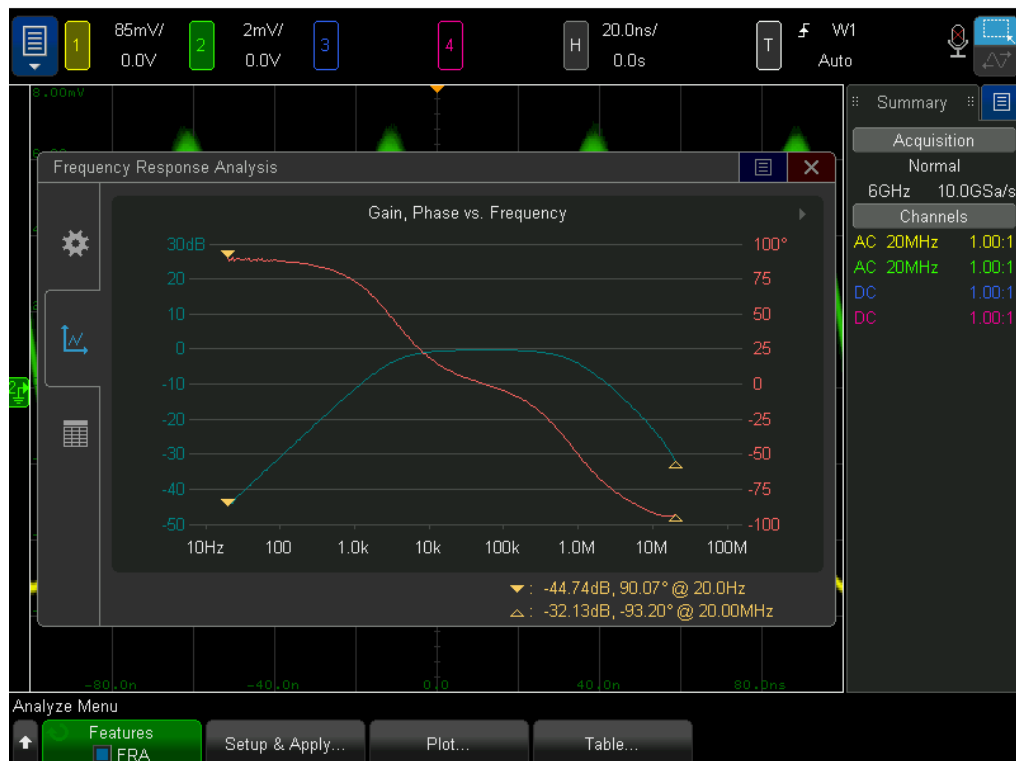 1 85mV/ 2 2mV/ 3 4 H 20.0ns/ T W1
0.0V 0.0V 0.0s Auto
8.00mV
Summary
Acquisition
Normal
6GHz 10.0GSa/s
Channels
AC 20MHz 1.00:1
AC 20MHz 1.00:1
DC 1.00:1
DC 1.00:1
Frequency Response Analysis
Gain, Phase vs. Frequency
30dB 100°
20 75
10 50
0 25
-10 0
-20 -25
-30 -50
-40 -75
-50 -100
10Hz 100 1.0k 10k 100k 1.0M 10M 100M
: -44.74dB, 90.07° @ 20.0Hz
: -32.13dB, -93.20° @ 20.00MHz
-80.0n -40.0n 0.0 40.0n 80.0ns
Analyze Menu
Features
FRA
Setup & Apply...
Plot...
Table...